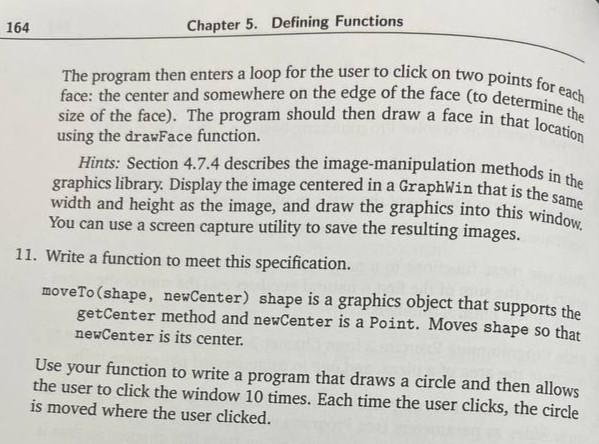 164
Chapter 5. Defining Functions
The program then enters a loop for the user to click on two points for each
face: the center and somewhere on the edge of the face (to determine the
size of the face). The program should then draw a face in that location
using the drawFace function.
Hints: Section 4.7.4 describes the image-manipulation methods in the
graphics library. Display the image centered in a GraphWin that is the same
width and height as the image, and draw the graphics into this window.
You can use a screen capture utility to save the resulting images.
11. Write a function to meet this specification.
moveTo(shape, newCenter) shape is a graphics object that supports the
getCenter method and newCenter is a Point. Moves shape so that
newCenter is its center.
Use your function to write a program that draws a circle and then allows
the user to click the window 10 times. Each time the user clicks, the circle
is moved where the user clicked.